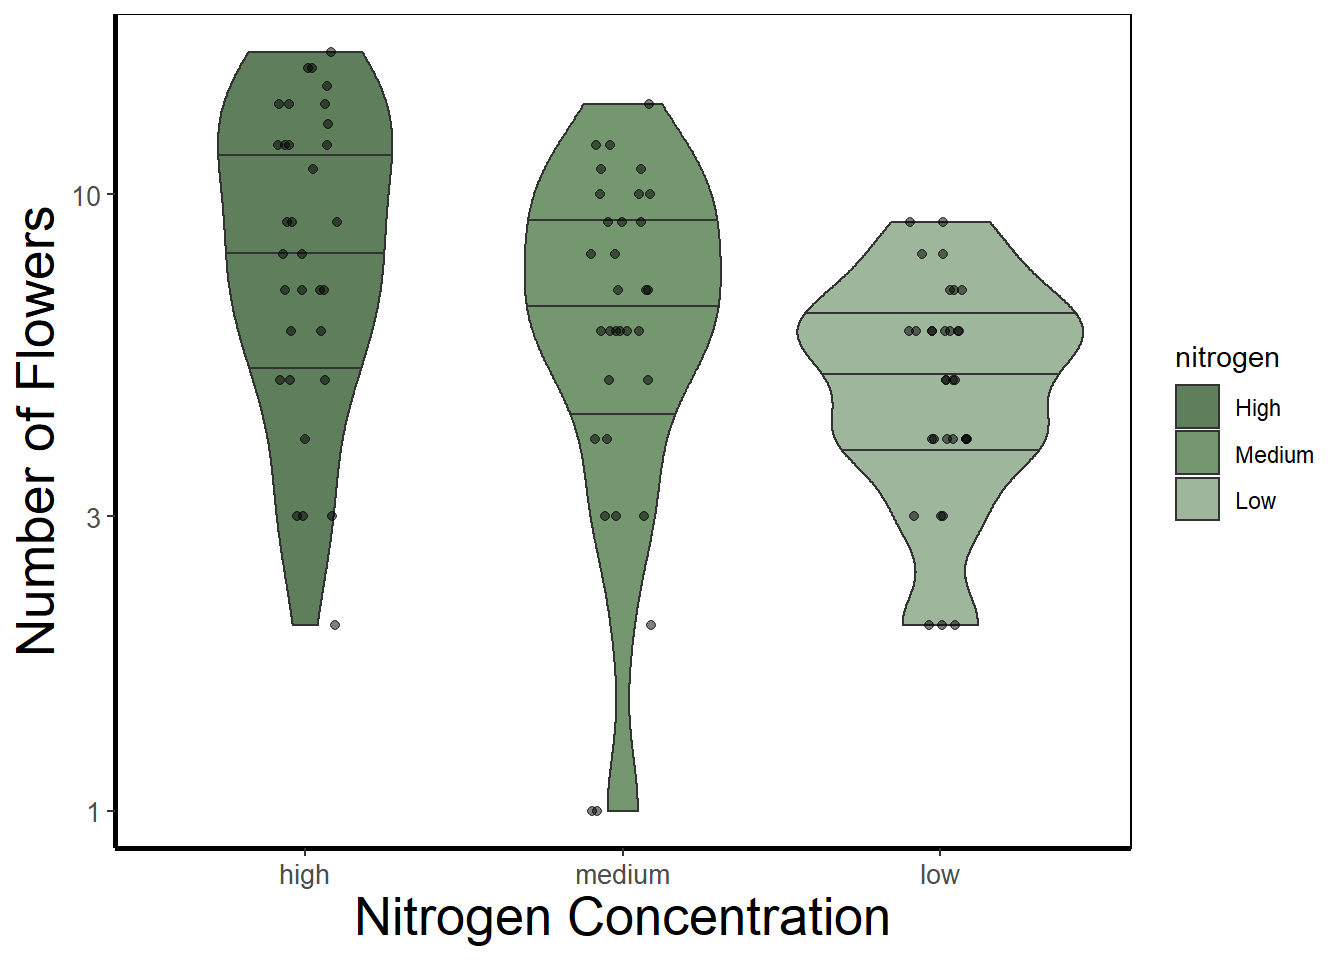 Number of Flowers
10
3
1
high medium low
Nitrogen Concentration
nitrogen
High
Medium
Low